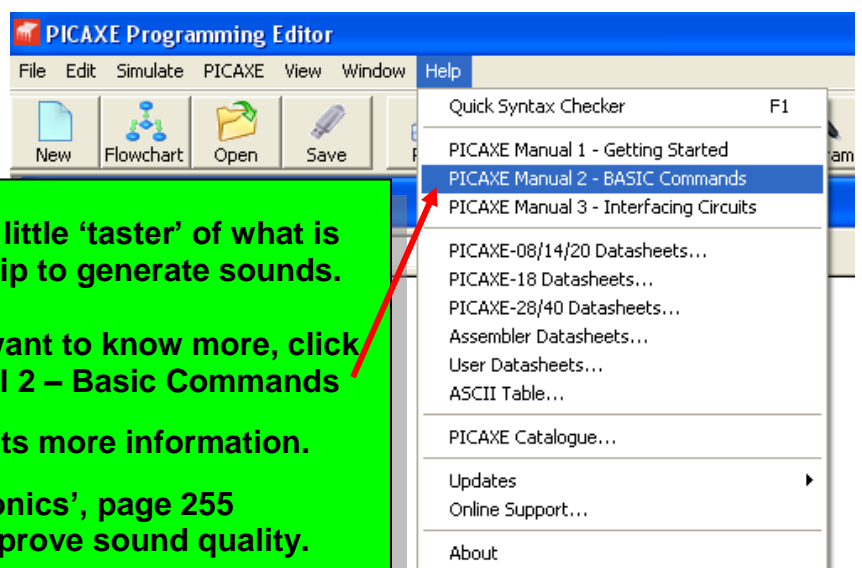 PICAXE Programming Editor
File Edit Simulate PICAXE View Window Help
New Flowchart Open Save
Quick Syntax Checker F1
PICAXE Manual 1 - Getting Started
PICAXE Manual 2 - BASIC Commands
PICAXE Manual 3 - Interfacing Circuits
PICAXE-08/14/20 Datasheets...
PICAXE-18 Datasheets...
PICAXE-28/40 Datasheets...
Assembler Datasheets...
User Datasheets...
ASCII Table...
PICAXE Catalogue...
Updates
Online Support...
About
little ‘taster’ of what is
ip to generate sounds.
want to know more, click
l 2 – Basic Commands
ts more information.
onics’, page 255
prove sound quality.